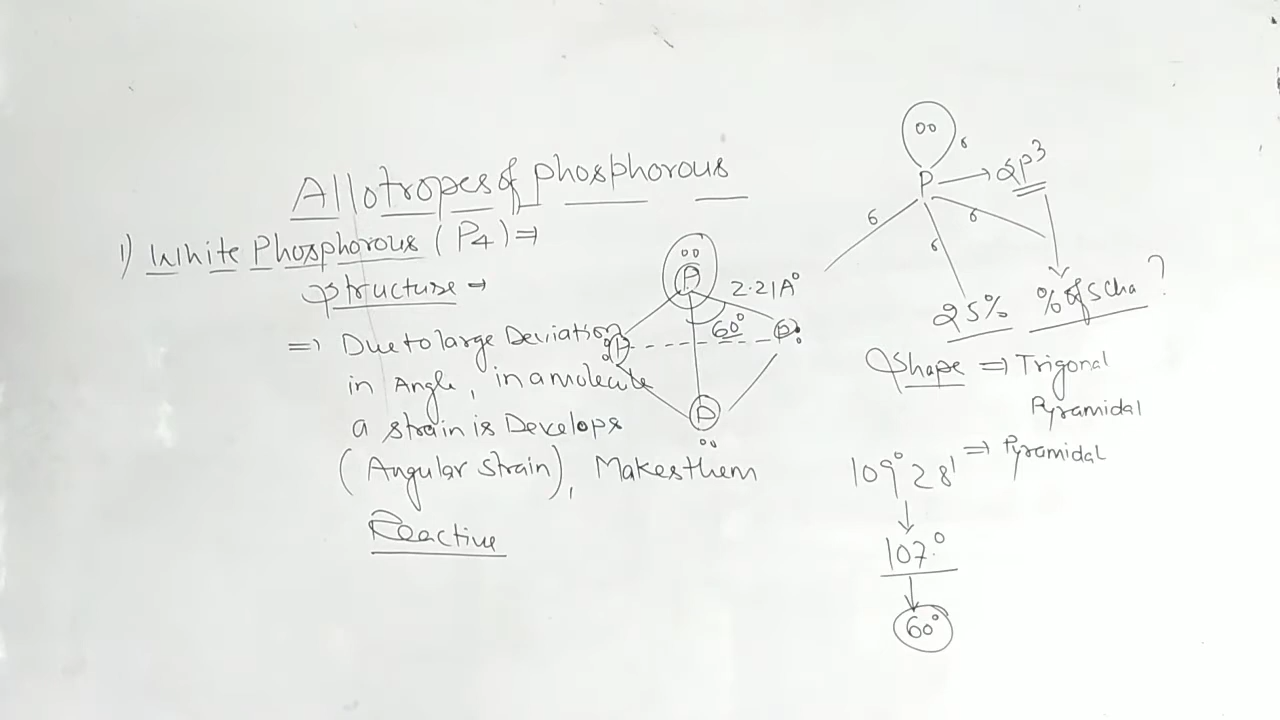 Allotropes of phosphorous
1) White Phosphorous (P4) ⇒
Structure →
⇒ Due to large Deviation
in Angle, in a molecule
a strain is Develops
(Angular strain), Makes them
Reactive
P
2.21A°
60°
P
P
P
6
P → sp3
6
6
6
25% % of s cha?
Shape ⇒ Trigonal
Pyramidal
109°28' ⇒ Pyramidal
↓
107°
↓
60°